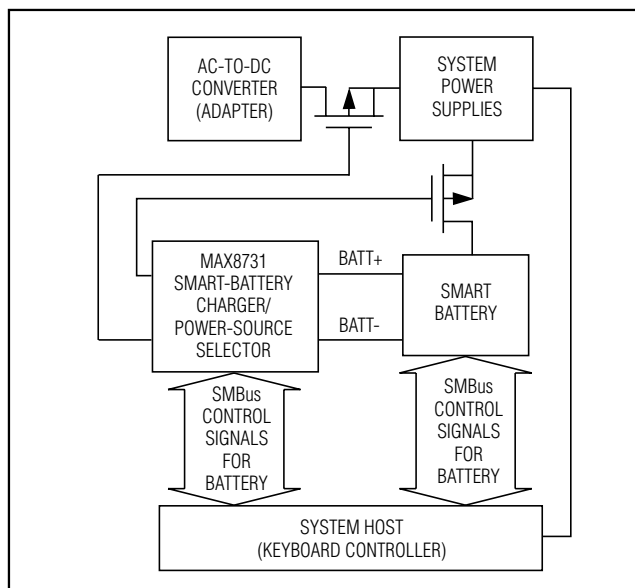 AC-TO-DC
CONVERTER
(ADAPTER)
SYSTEM
POWER
SUPPLIES
MAX8731
SMART-BATTERY
CHARGER/
POWER-SOURCE
SELECTOR
BATT+
BATT-
SMART
BATTERY
SMBus
CONTROL
SIGNALS
FOR
BATTERY
SMBus
CONTROL
SIGNALS
FOR
BATTERY
SYSTEM HOST
(KEYBOARD CONTROLLER)